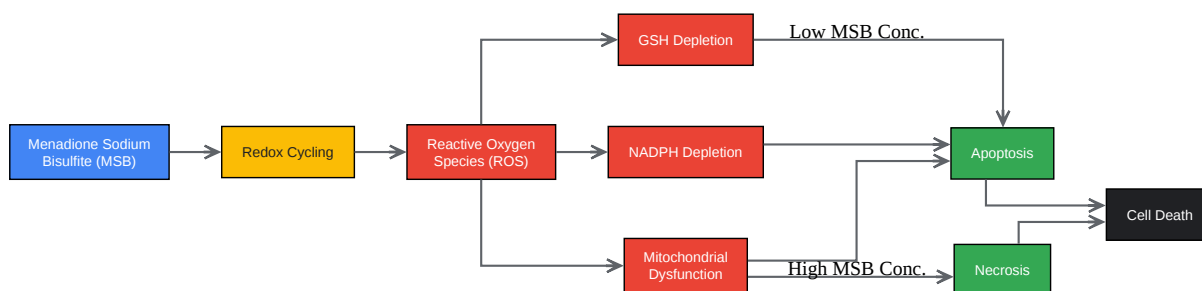 GSH Depletion
Low MSB Conc.
Menadione Sodium
Bisulfite (MSB)
Redox Cycling
Reactive Oxygen
Species (ROS)
NADPH Depletion
Apoptosis
Cell Death
Mitochondrial
Dysfunction
High MSB Conc.
Necrosis